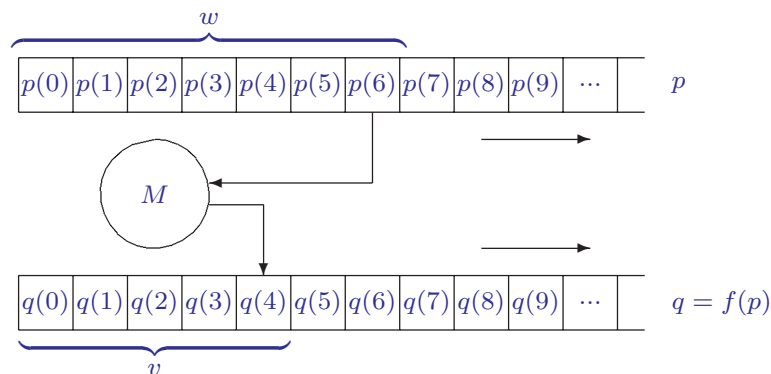 w
p(0) p(1) p(2) p(3) p(4) p(5) p(6) p(7) p(8) p(9) ... p
M
q(0) q(1) q(2) q(3) q(4) q(5) q(6) q(7) q(8) q(9) ... q = f(p)
v